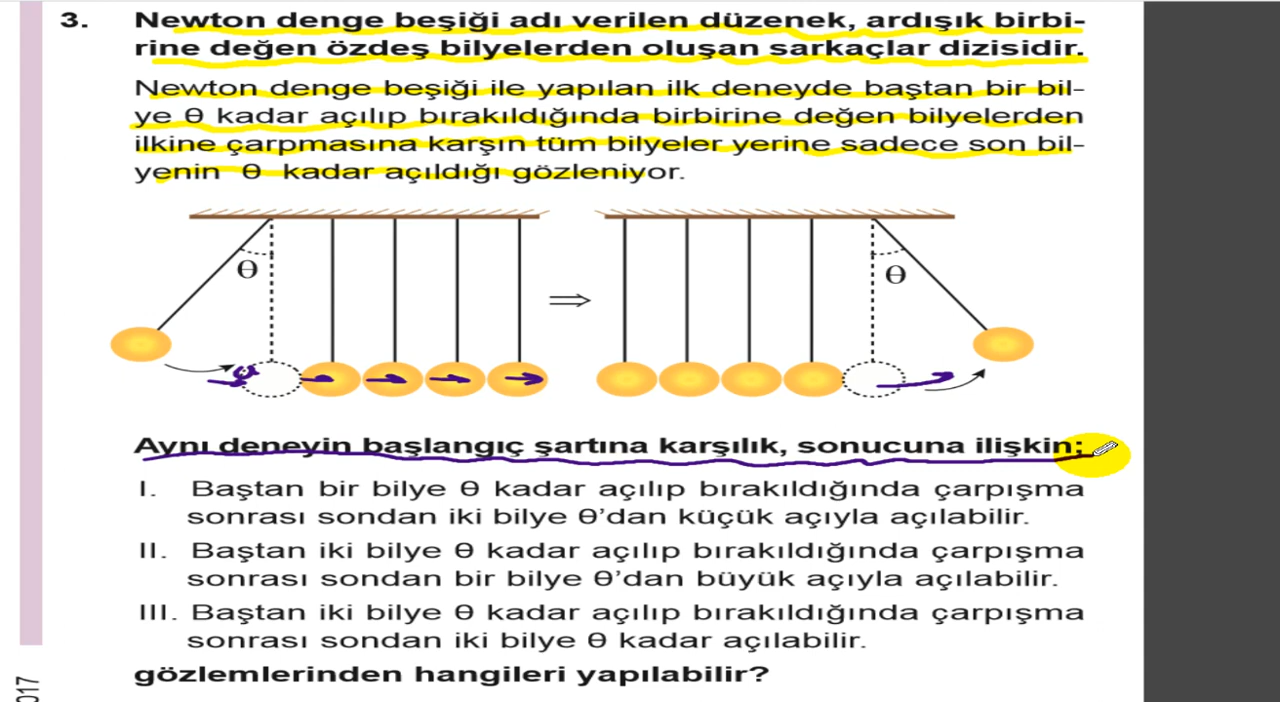 3. Newton denge beşiği adı verilen düzenek, ardışık birbi-
rine değen özdeş bilyelerden oluşan sarkaçlar dizisidir.
Newton denge beşiği ile yapılan ilk deneyde baştan bir bil-
ye θ kadar açılıp bırakıldığında birbirine değen bilyelerden
ilkine çarpmasına karşın tüm bilyeler yerine sadece son bil-
yenin θ kadar açıldığı gözleniyor.
θ
θ
Aynı deneyin başlangıç şartına karşılık, sonucuna ilişkin;
I. Baştan bir bilye θ kadar açılıp bırakıldığında çarpışma
sonrası sondan iki bilye θ'dan küçük açıyla açılabilir.
II. Baştan iki bilye θ kadar açılıp bırakıldığında çarpışma
sonrası sondan bir bilye θ'dan büyük açıyla açılabilir.
III. Baştan iki bilye θ kadar açılıp bırakıldığında çarpışma
sonrası sondan iki bilye θ kadar açılabilir.
gözlemlerinden hangileri yapılabilir?
017